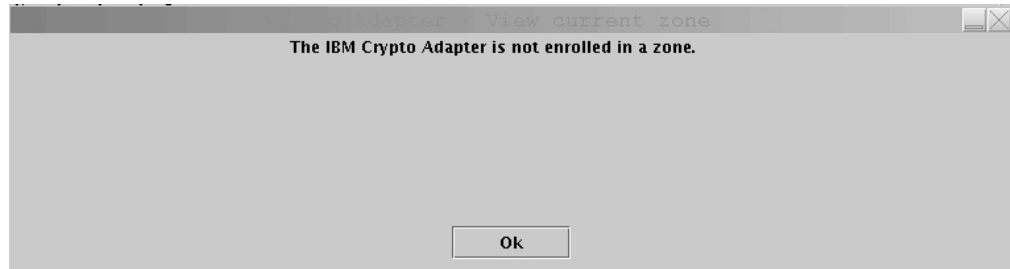 Adapter - View current zone
The IBM Crypto Adapter is not enrolled in a zone.
Ok